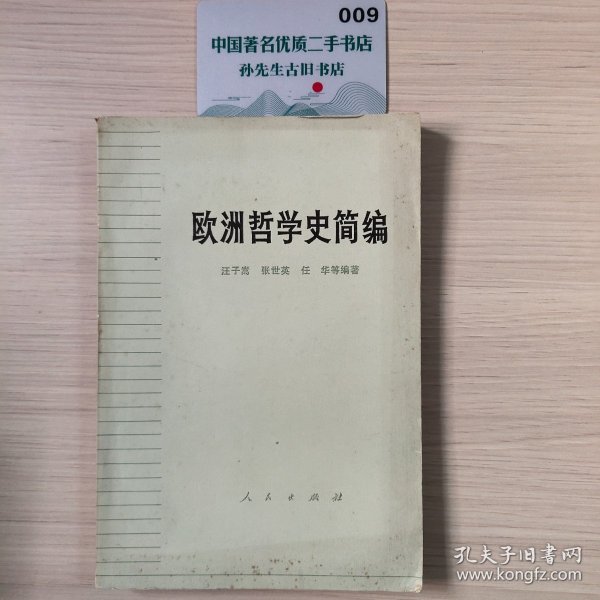 009
中国著名优质二手书店
孙先生古旧书店
欧洲哲学史简编
汪子嵩 张世英 任 华等编著
人民出版社
孔夫子旧书网
www.kongfz.com